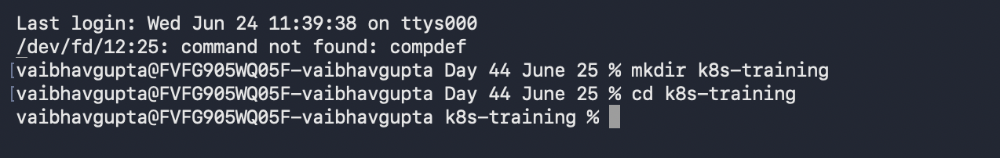 Last login: Wed Jun 24 11:39:38 on ttys000
/dev/fd/12:25: command not found: compdef
[vaibhavgupta@FVFG905WQ05F-vaibhavgupta Day 44 June 25 % mkdir k8s-training
[vaibhavgupta@FVFG905WQ05F-vaibhavgupta Day 44 June 25 % cd k8s-training
vaibhavgupta@FVFG905WQ05F-vaibhavgupta k8s-training %